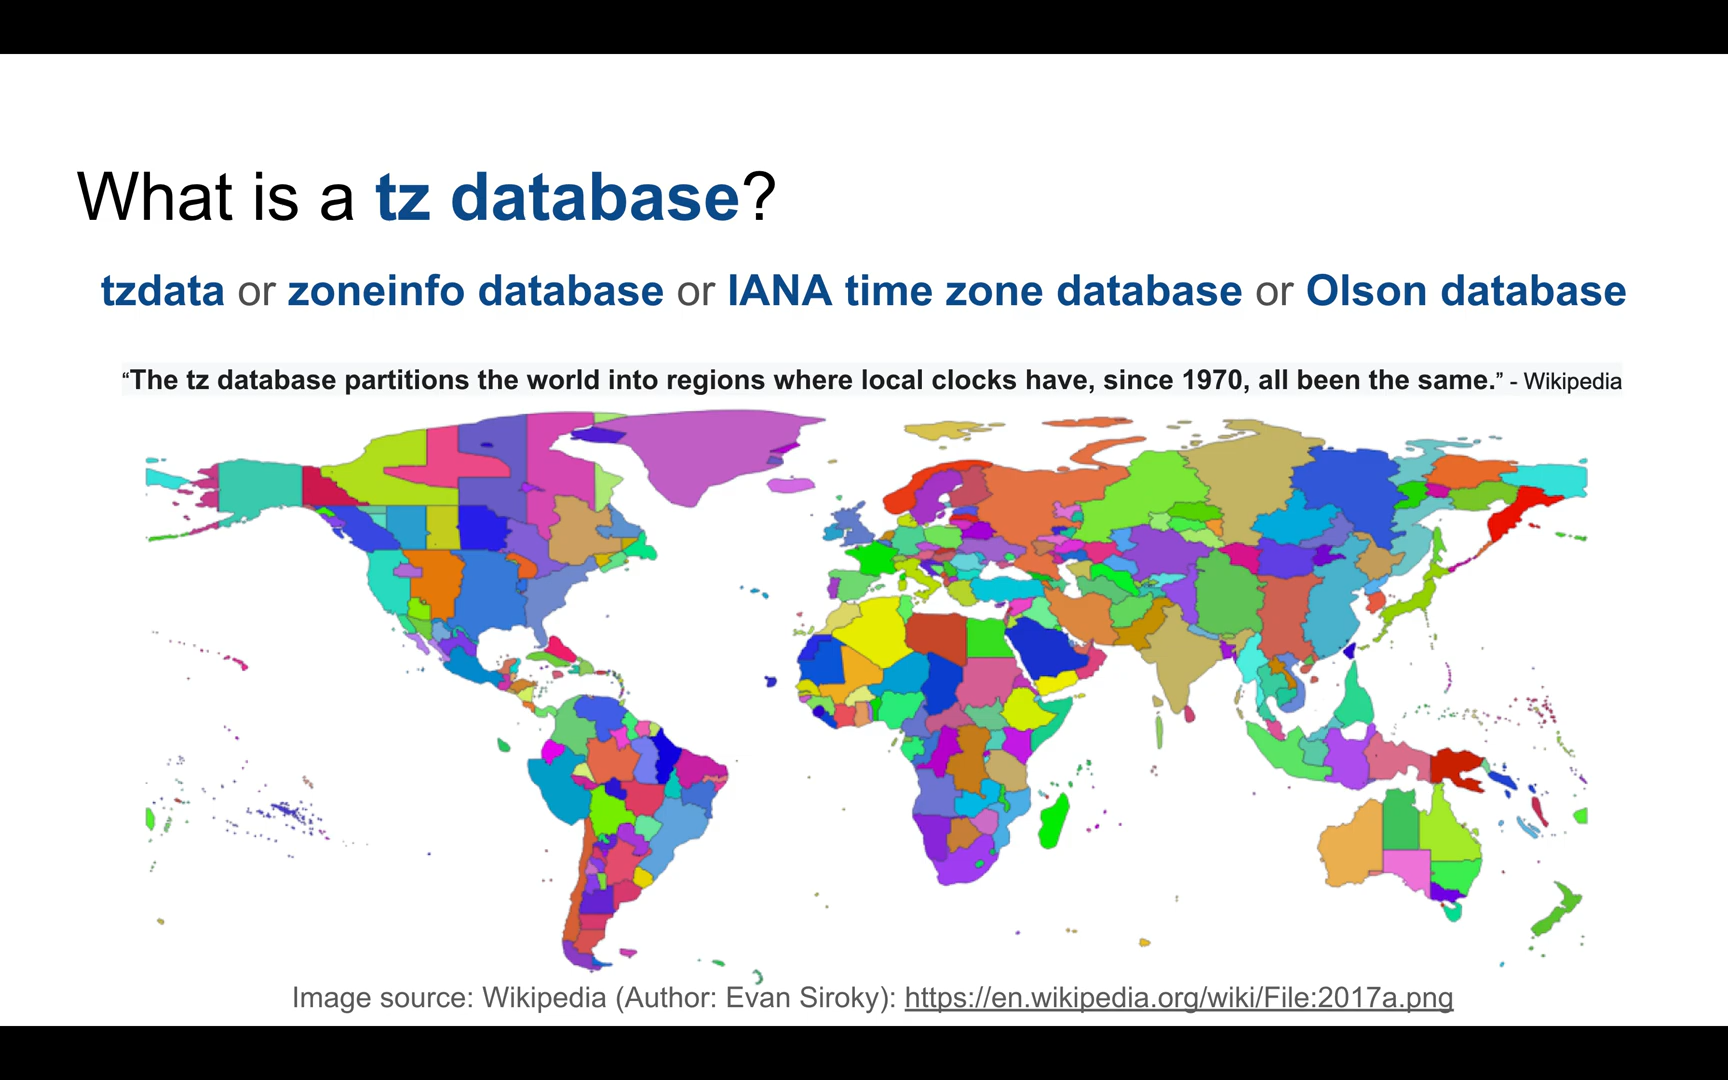 What is a tz database?
tzdata or zoneinfo database or IANA time zone database or Olson database
“The tz database partitions the world into regions where local clocks have, since 1970, all been the same.” - Wikipedia
Image source: Wikipedia (Author: Evan Siroky): https://en.wikipedia.org/wiki/File:2017a.png